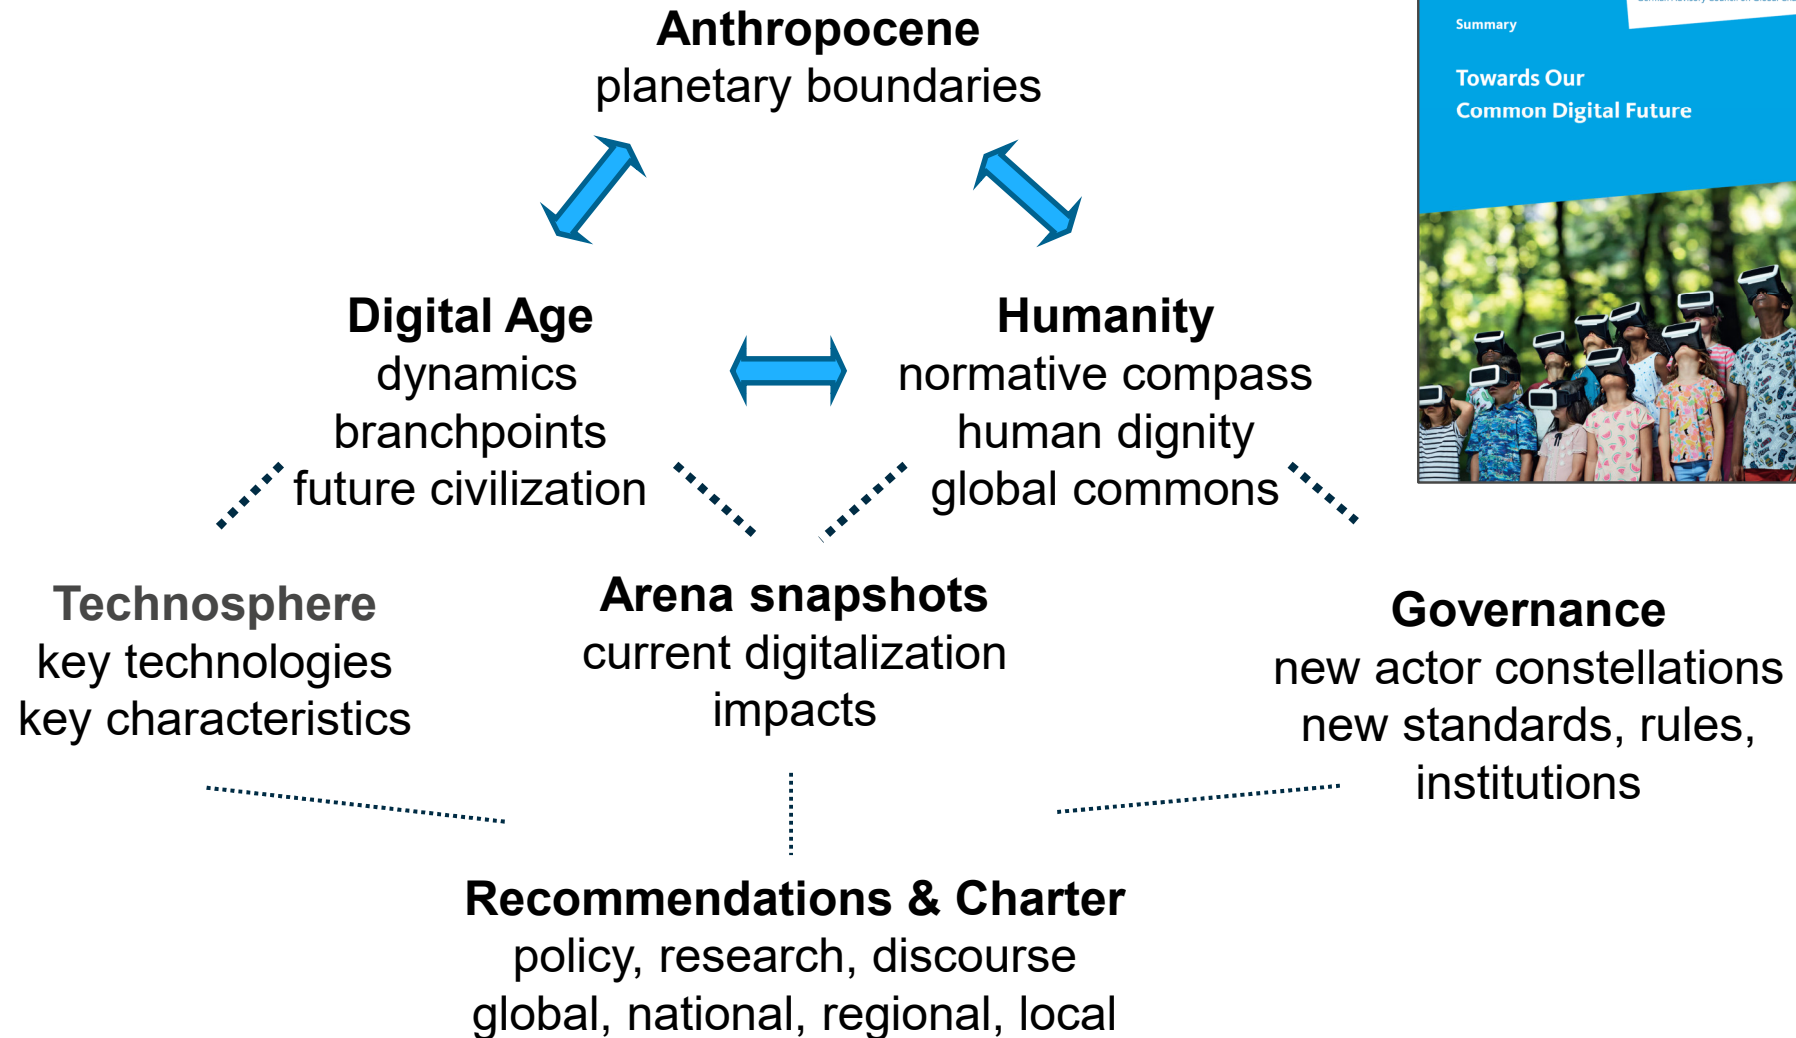 Anthropocene
planetary boundaries
Summary
Towards Our
Common Digital Future
Digital Age
dynamics
branchpoints
future civilization
Humanity
normative compass
human dignity
global commons
Technosphere
key technologies
key characteristics
Arena snapshots
current digitalization
impacts
Governance
new actor constellations
new standards, rules,
institutions
Recommendations & Charter
policy, research, discourse
global, national, regional, local